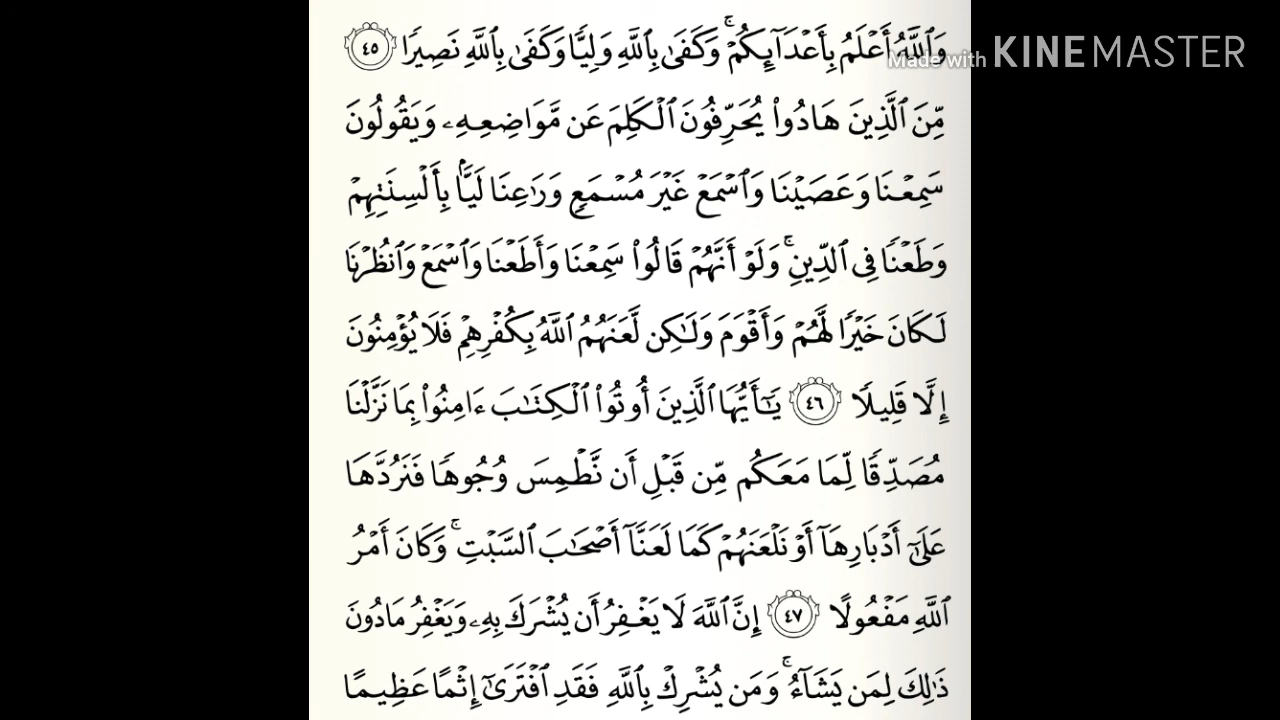 وَٱللَّهُ أَعۡلَمُ بِأَعۡدَآئِكُمۡۚ وَكَفَىٰ بِٱللَّهِ وَلِيّٗا وَكَفَىٰ بِٱللَّهِ نَصِيرٗا ٤٥
Made with KINEMASTER
مِّنَ ٱلَّذِينَ هَادُواْ يُحَرِّفُونَ ٱلۡكَلِمَ عَن مَّوَاضِعِهِۦ وَيَقُولُونَ
سَمِعۡنَا وَعَصَيۡنَا وَٱسۡمَعۡ غَيۡرَ مُسۡمَعٖ وَرَٰعِنَا لَيَّۢا بِأَلۡسِنَتِهِمۡ
وَطَعۡنٗا فِي ٱلدِّينِۚ وَلَوۡ أَنَّهُمۡ قَالُواْ سَمِعۡنَا وَأَطَعۡنَا وَٱسۡمَعۡ وَٱنظُرۡنَا
لَكَانَ خَيۡرٗا لَّهُمۡ وَأَقۡوَمَ وَلَٰكِن لَّعَنَهُمُ ٱللَّهُ بِكُفۡرِهِمۡ فَلَا يُؤۡمِنُونَ
إِلَّا قَلِيلٗا ٤٦ يَٰٓأَيُّهَا ٱلَّذِينَ أُوتُواْ ٱلۡكِتَٰبَ ءَامِنُواْ بِمَا نَزَّلۡنَا
مُصَدِّقٗا لِّمَا مَعَكُم مِّن قَبۡلِ أَن نَّطۡمِسَ وُجُوهٗا فَنَرُدَّهَا
عَلَىٰٓ أَدۡبَارِهَآ أَوۡ نَلۡعَنَهُمۡ كَمَا لَعَنَّآ أَصۡحَٰبَ ٱلسَّبۡتِۚ وَكَانَ أَمۡرُ
ٱللَّهِ مَفۡعُولًا ٤٧ إِنَّ ٱللَّهَ لَا يَغۡفِرُ أَن يُشۡرَكَ بِهِۦ وَيَغۡفِرُ مَا دُونَ
ذَٰلِكَ لِمَن يَشَآءُۚ وَمَن يُشۡرِكۡ بِٱللَّهِ فَقَدِ ٱفۡتَرَىٰٓ إِثۡمًا عَظِيمًا